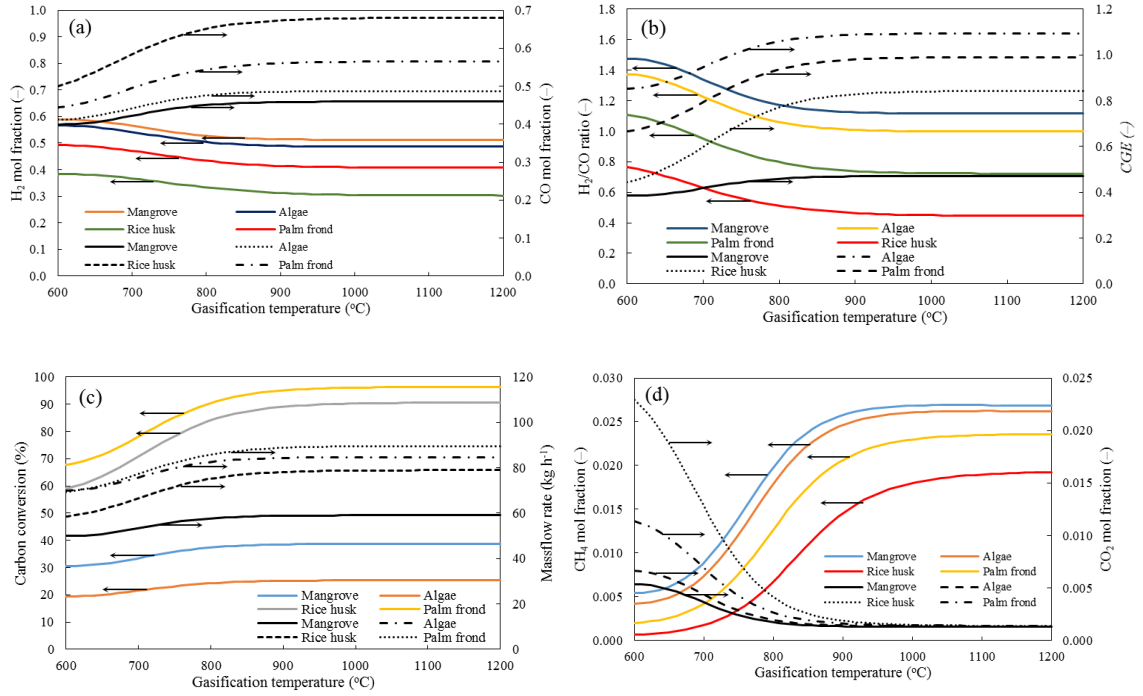 (a)
H2 mol fraction (–)
1.0
0.9
0.8
0.7
0.6
0.5
0.4
0.3
0.2
0.1
0.0
0.7
0.6
0.5
0.4
0.3
0.2
0.1
0.0
CO mol fraction (–)
Mangrove Algae
Rice husk Palm frond
Mangrove Algae
Rice husk Palm frond
600 700 800 900 1000 1100 1200
Gasification temperature (oC)
(b)
H2/CO ratio (–)
1.8
1.6
1.4
1.2
1.0
0.8
0.6
0.4
0.2
0.0
1.2
1.0
0.8
0.6
0.4
0.2
0.0
CGE (–)
Mangrove Algae
Palm frond Rice husk
Mangrove Algae
Rice husk Palm frond
600 700 800 900 1000 1100 1200
Gasification temperature (oC)
(c)
Carbon conversion (%)
100
90
80
70
60
50
40
30
20
10
0
120
100
80
60
40
20
0
Massflow rate (kg h-1)
Mangrove Algae
Rice husk Palm frond
Mangrove Algae
Rice husk Palm frond
600 700 800 900 1000 1100 1200
Gasification temperature (oC)
(d)
CH4 mol fraction (–)
0.030
0.025
0.020
0.015
0.010
0.005
0.000
0.025
0.020
0.015
0.010
0.005
0.000
CO2 mol fraction (–)
Mangrove Algae
Rice husk Palm frond
Mangrove Algae
Rice husk Palm frond
600 700 800 900 1000 1100 1200
Gasification temperature (oC)